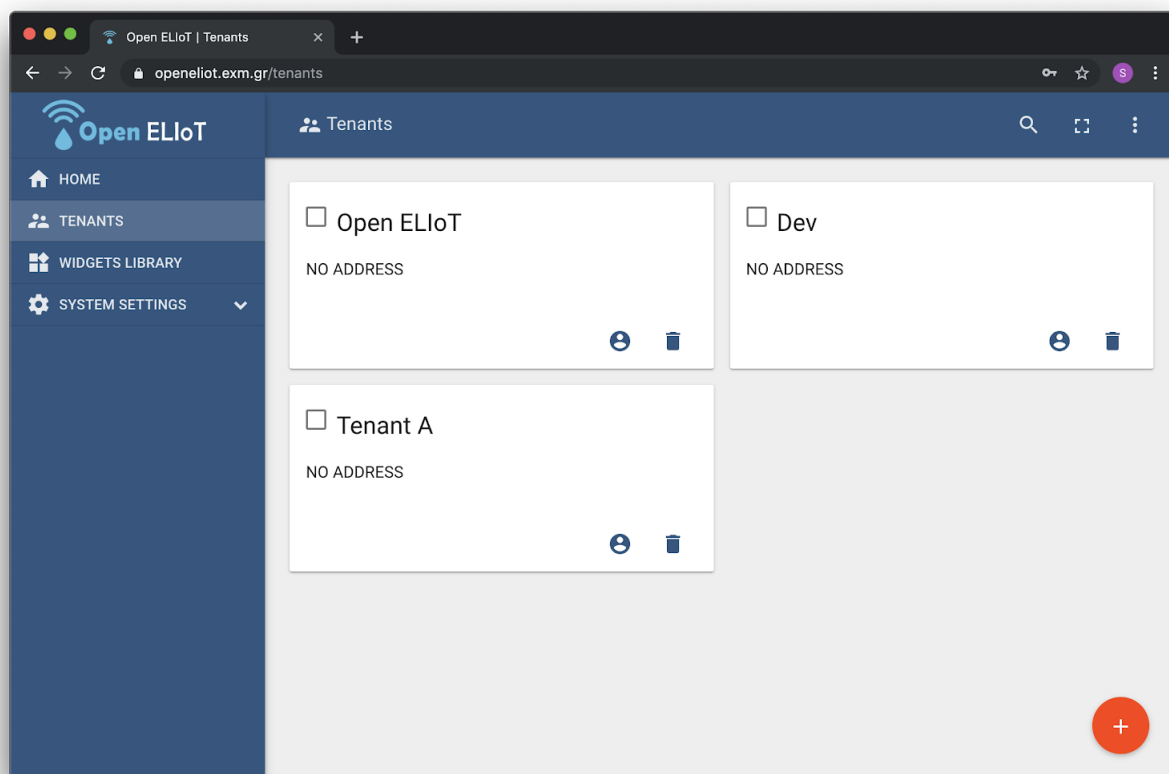 Open ELIoT | Tenants
openeliot.exm.gr/tenants
S
Open ELIoT
Tenants
HOME
TENANTS
WIDGETS LIBRARY
SYSTEM SETTINGS
Open ELIoT
NO ADDRESS
Dev
NO ADDRESS
Tenant A
NO ADDRESS